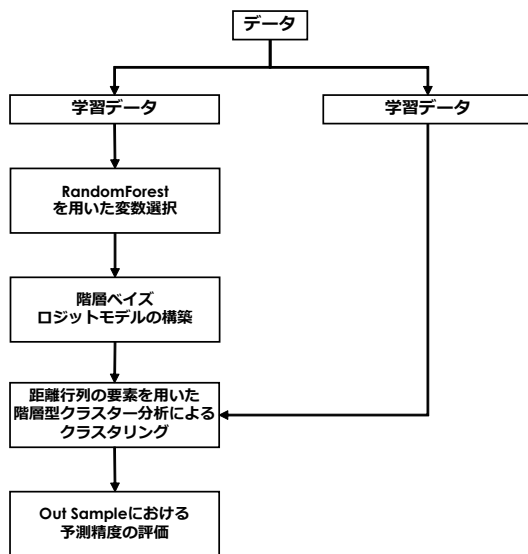 データ
学習データ
学習データ
RandomForest
を用いた変数選択
階層ベイズ
ロジットモデルの構築
距離行列の要素を用いた
階層型クラスター分析による
クラスタリング
Out Sampleにおける
予測精度の評価